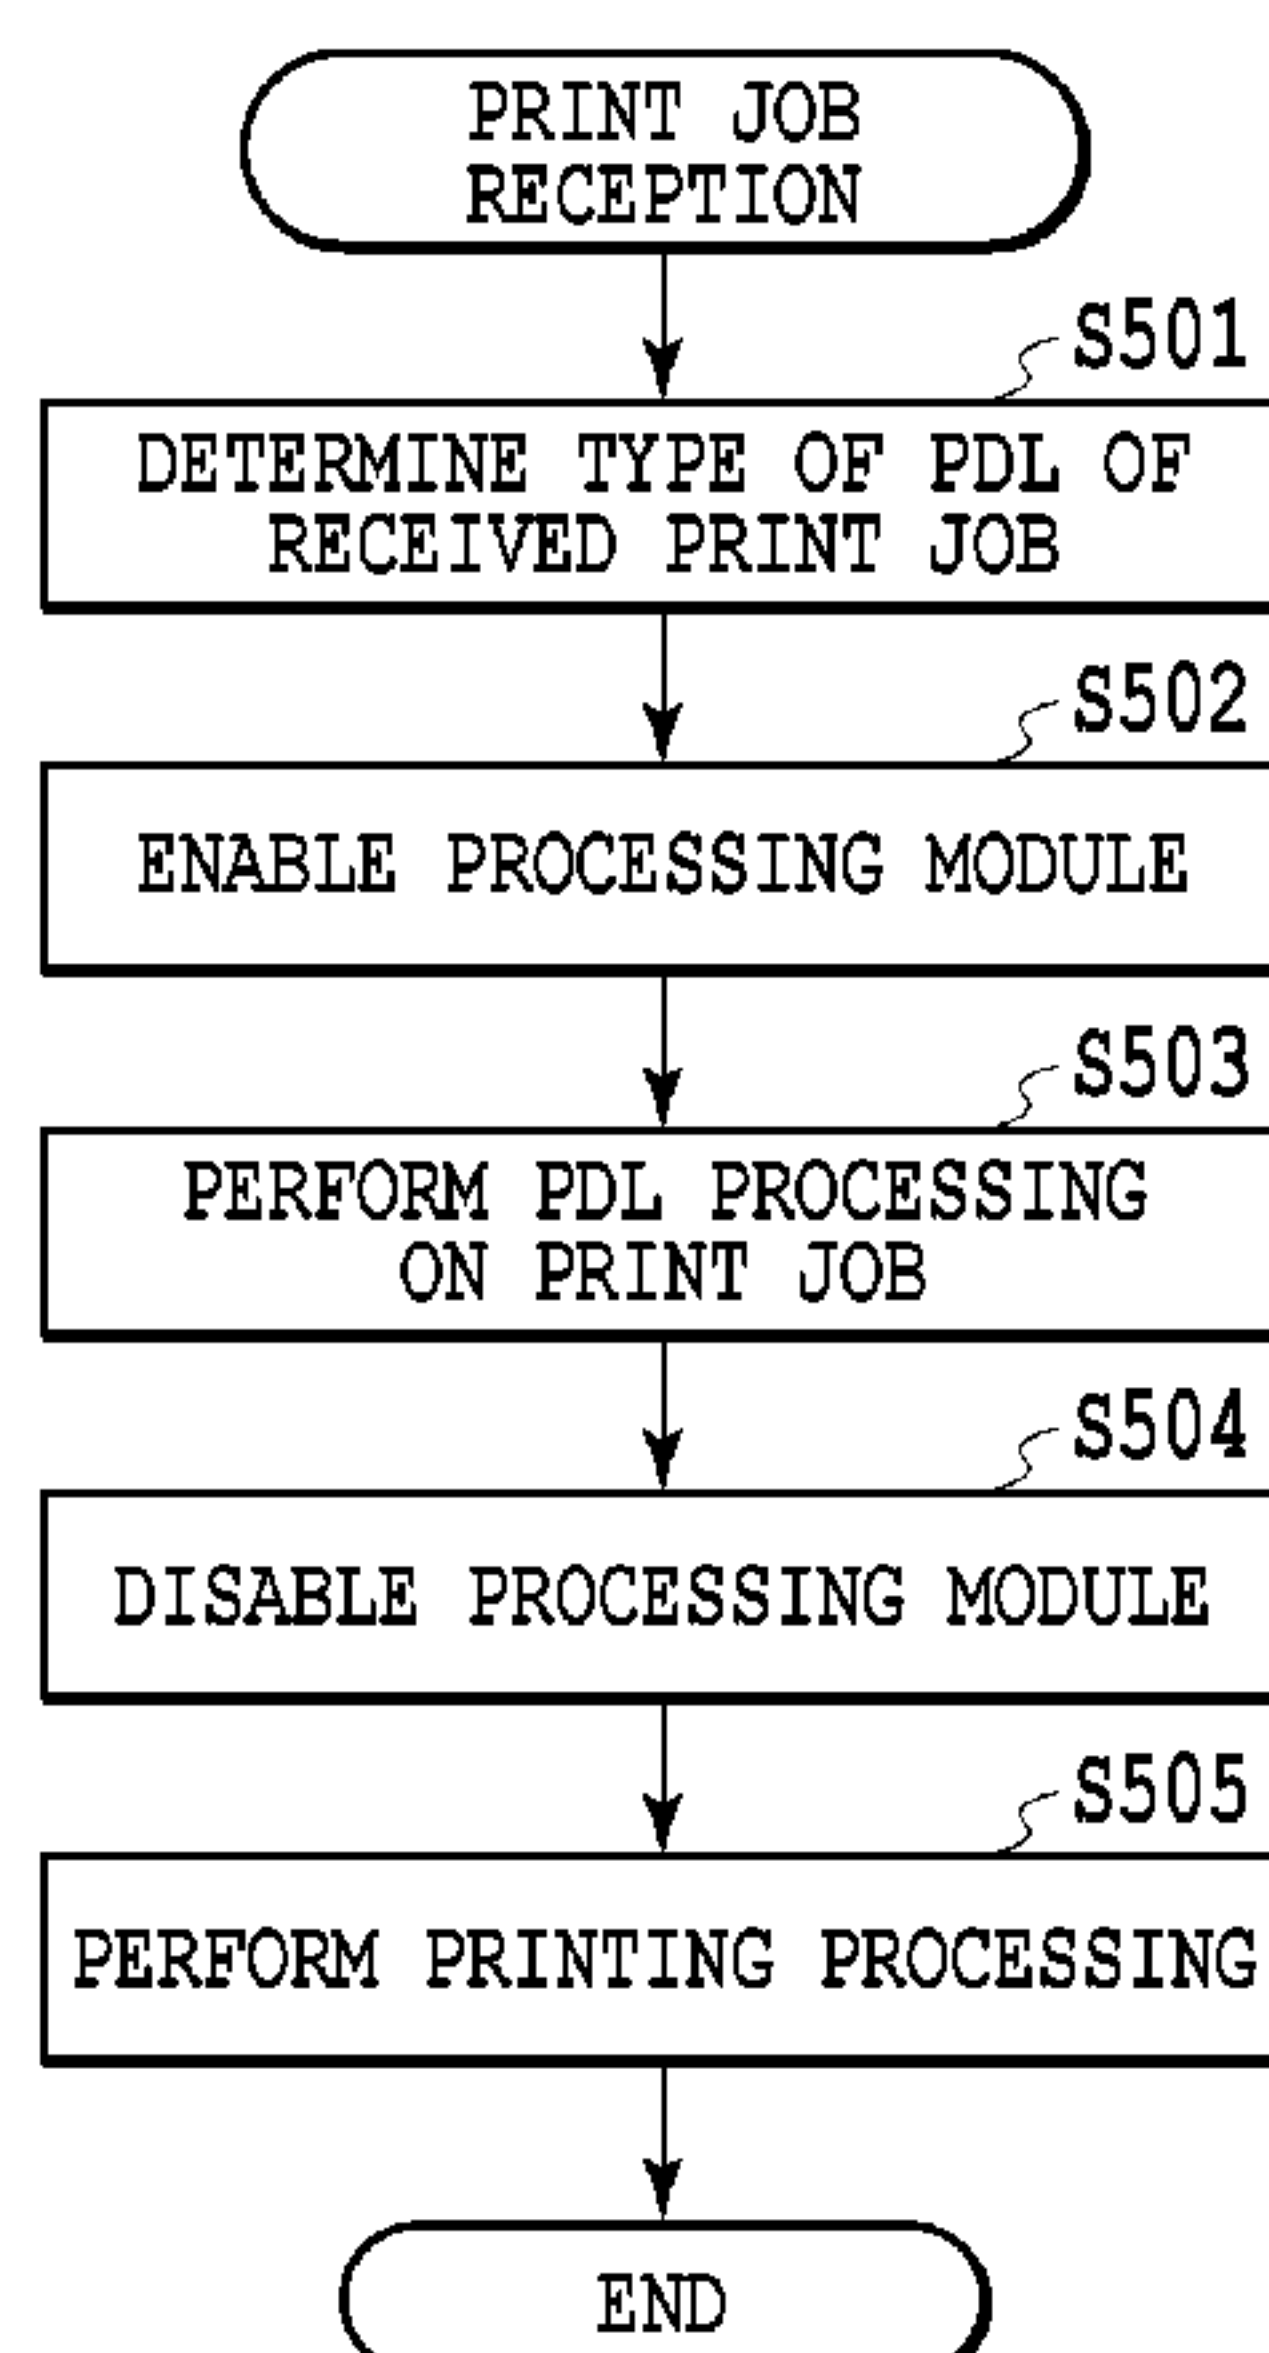 PRINT JOB
RECEPTION
S501
DETERMINE TYPE OF PDL OF
RECEIVED PRINT JOB
S502
ENABLE PROCESSING MODULE
S503
PERFORM PDL PROCESSING
ON PRINT JOB
S504
DISABLE PROCESSING MODULE
S505
PERFORM PRINTING PROCESSING
END